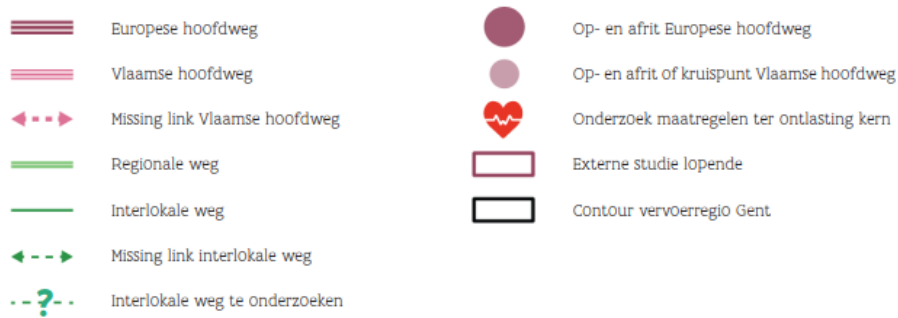 Europese hoofdweg
Vlaamse hoofdweg
Missing link Vlaamse hoofdweg
Regionale weg
Interlokale weg
Missing link interlokale weg
?
Interlokale weg te onderzoeken
Op- en afrit Europese hoofdweg
Op- en afrit of kruispunt Vlaamse hoofdweg
Onderzoek maatregelen ter ontlasting kern
Externe studie lopende
Contour vervoerregio Gent